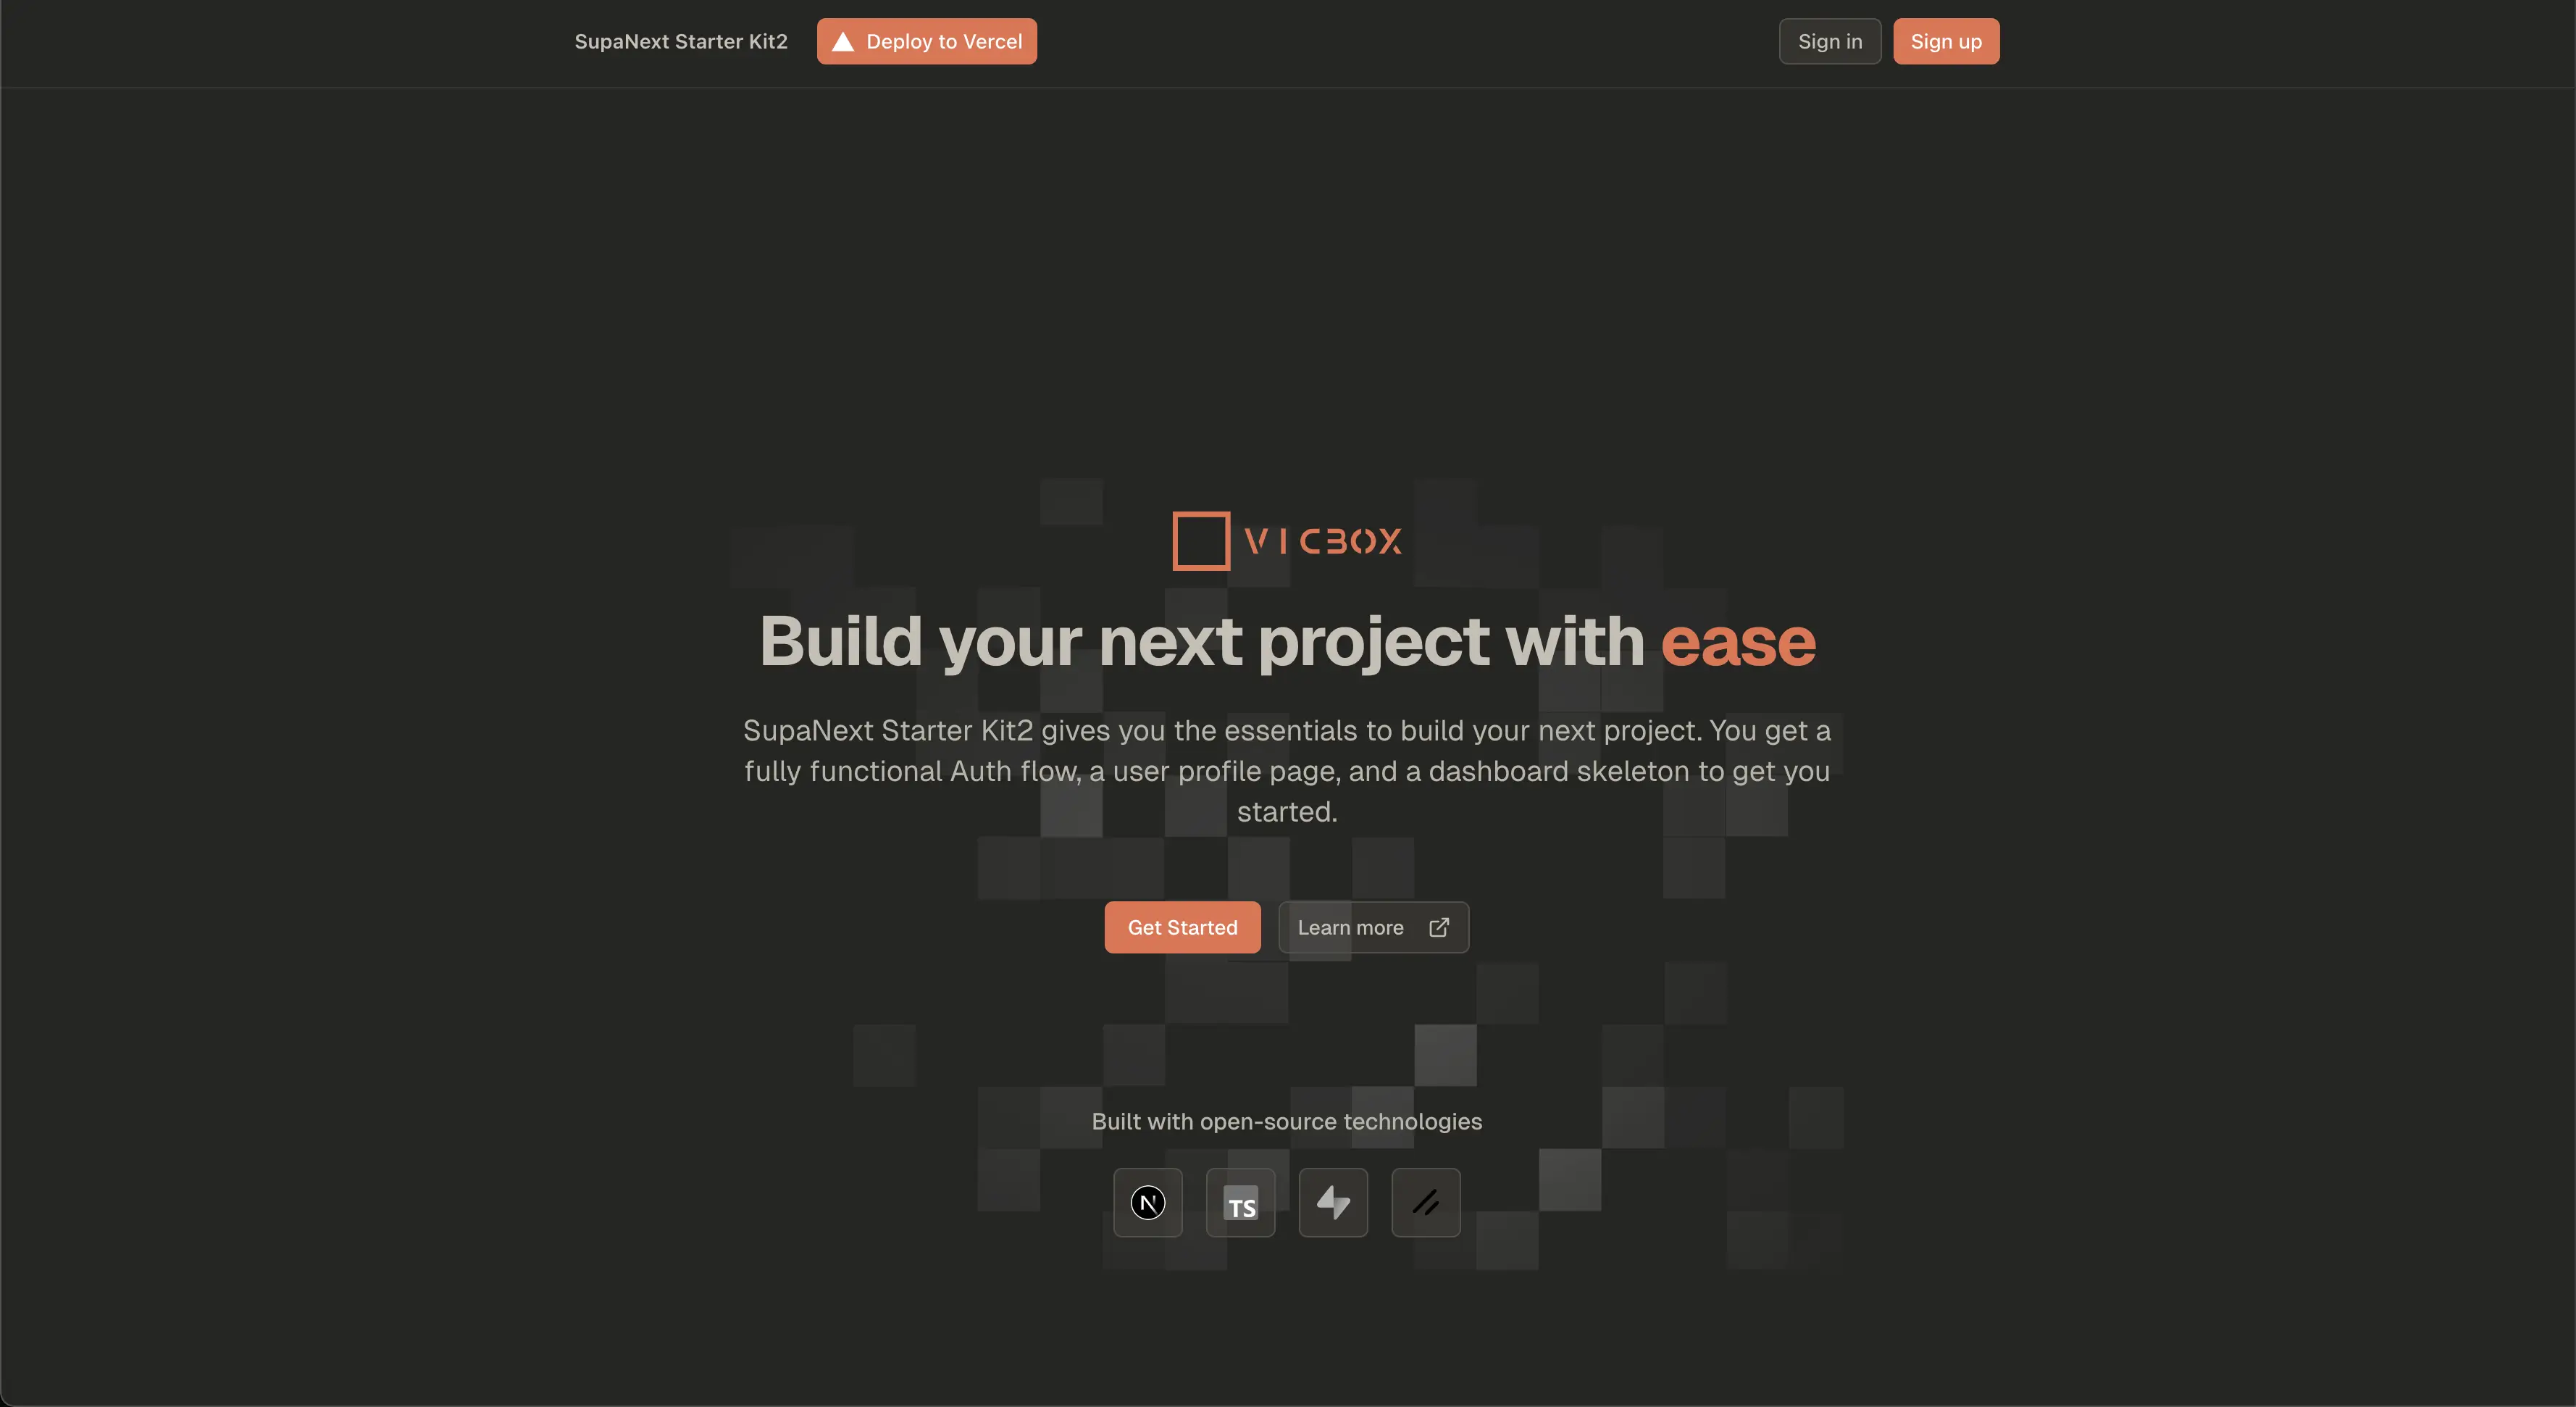 SupaNext Starter Kit2
Deploy to Vercel
Sign in
Sign up
VICBOX
Build your next project with ease
SupaNext Starter Kit2 gives you the essentials to build your next project. You get a
fully functional Auth flow, a user profile page, and a dashboard skeleton to get you
started.
Get Started
Learn more
Built with open-source technologies
N
TS